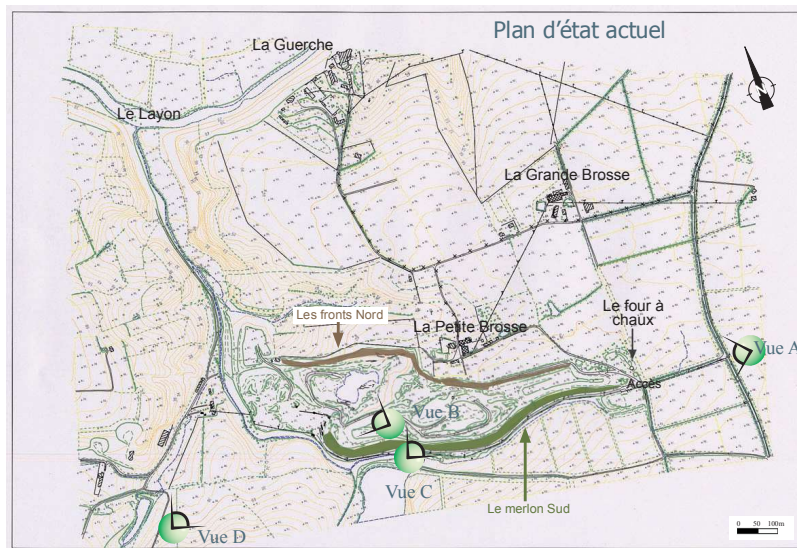 Plan d'état actuel
La Guerche
Le Layon
La Grande Brosse
Les fronts Nord
La Petite Brosse
Le four à
chaux
Vue A
Accès
Vue B
Vue C
Le merlon Sud
Vue D
0 50 100m